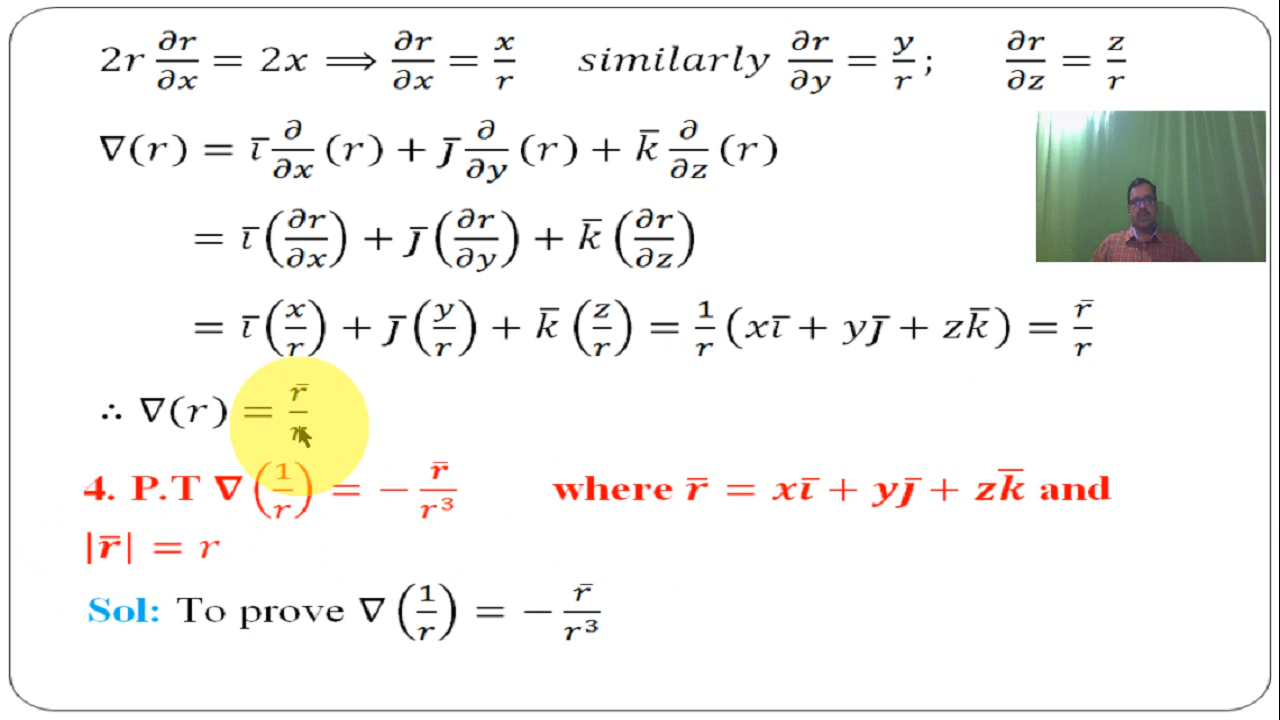 2r ∂r/∂x = 2x ⟹ ∂r/∂x = x/r similarly ∂r/∂y = y/r; ∂r/∂z = z/r
∇(r) = ī ∂/∂x (r) + j̄ ∂/∂y (r) + k̄ ∂/∂z (r)
= ī(∂r/∂x) + j̄(∂r/∂y) + k̄(∂r/∂z)
= ī(x/r) + j̄(y/r) + k̄(z/r) = 1/r (xī + yj̄ + zk̄) = r̄/r
∴ ∇(r) = r̄/r
4. P.T ∇(1/r) = − r̄/r³ where r̄ = xī + yj̄ + zk̄ and
|r̄| = r
Sol: To prove ∇(1/r) = − r̄/r³